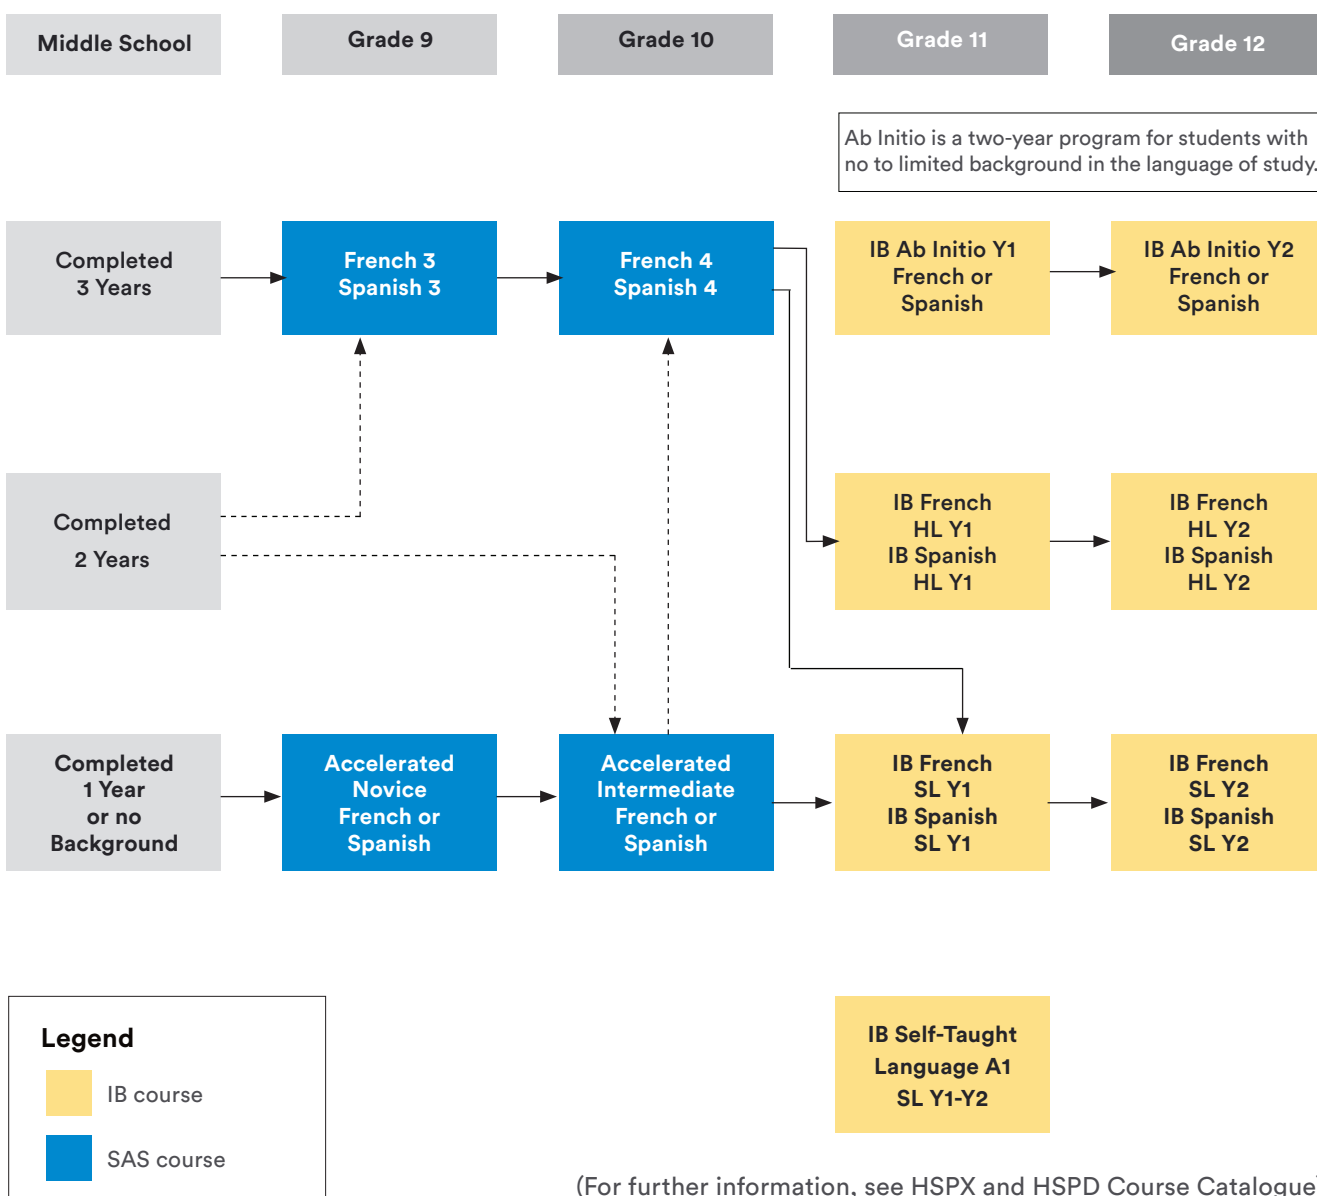 Middle School
Grade 9
Grade 10
Grade 11
Grade 12
Ab Initio is a two-year program for students with
no to limited background in the language of study.
Completed
3 Years
French 3
Spanish 3
French 4
Spanish 4
IB Ab Initio Y1
French or
Spanish
IB Ab Initio Y2
French or
Spanish
Completed
2 Years
IB French
HL Y1
IB Spanish
HL Y1
IB French
HL Y2
IB Spanish
HL Y2
Completed
1 Year
or no
Background
Accelerated
Novice
French or
Spanish
Accelerated
Intermediate
French or
Spanish
IB French
SL Y1
IB Spanish
SL Y1
IB French
SL Y2
IB Spanish
SL Y2
Legend
IB course
SAS course
IB Self-Taught
Language A1
SL Y1-Y2
(For further information, see HSPX and HSPD Course Catalogue)